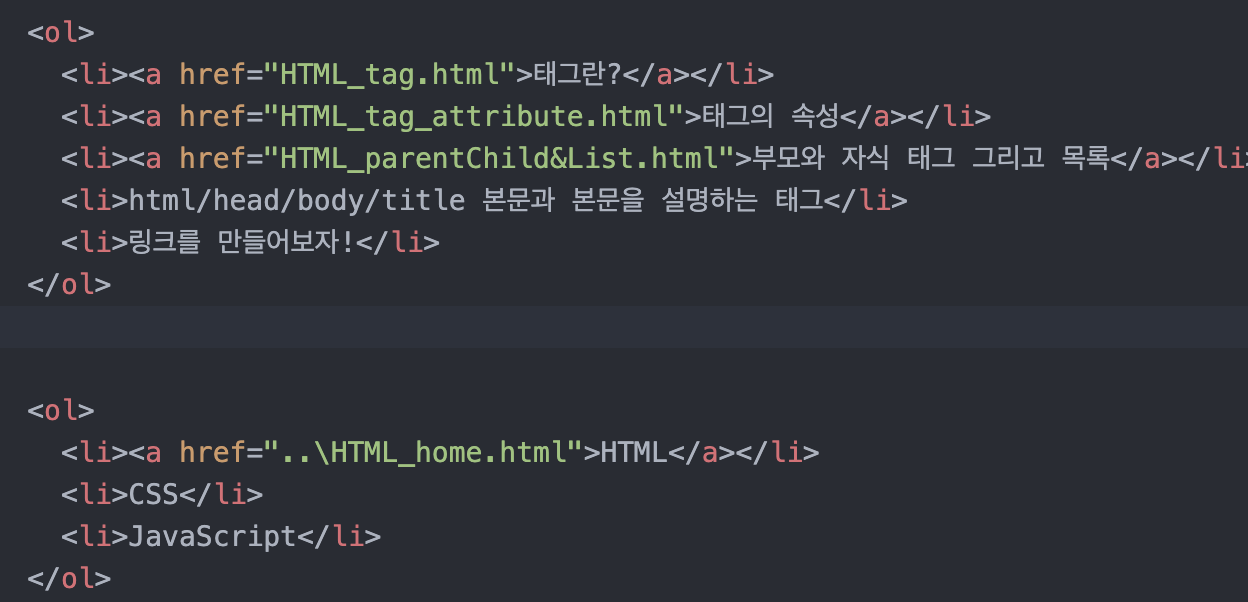 <ol>
  <li><a href="HTML_tag.html">태그란?</a></li>
  <li><a href="HTML_tag_attribute.html">태그의 속성</a></li>
  <li><a href="HTML_parentChild&List.html">부모와 자식 태그 그리고 목록</a></li>
  <li>html/head/body/title 본문과 본문을 설명하는 태그</li>
  <li>링크를 만들어보자!</li>
</ol>
<ol>
  <li><a href="..\HTML_home.html">HTML</a></li>
  <li>CSS</li>
  <li>JavaScript</li>
</ol>